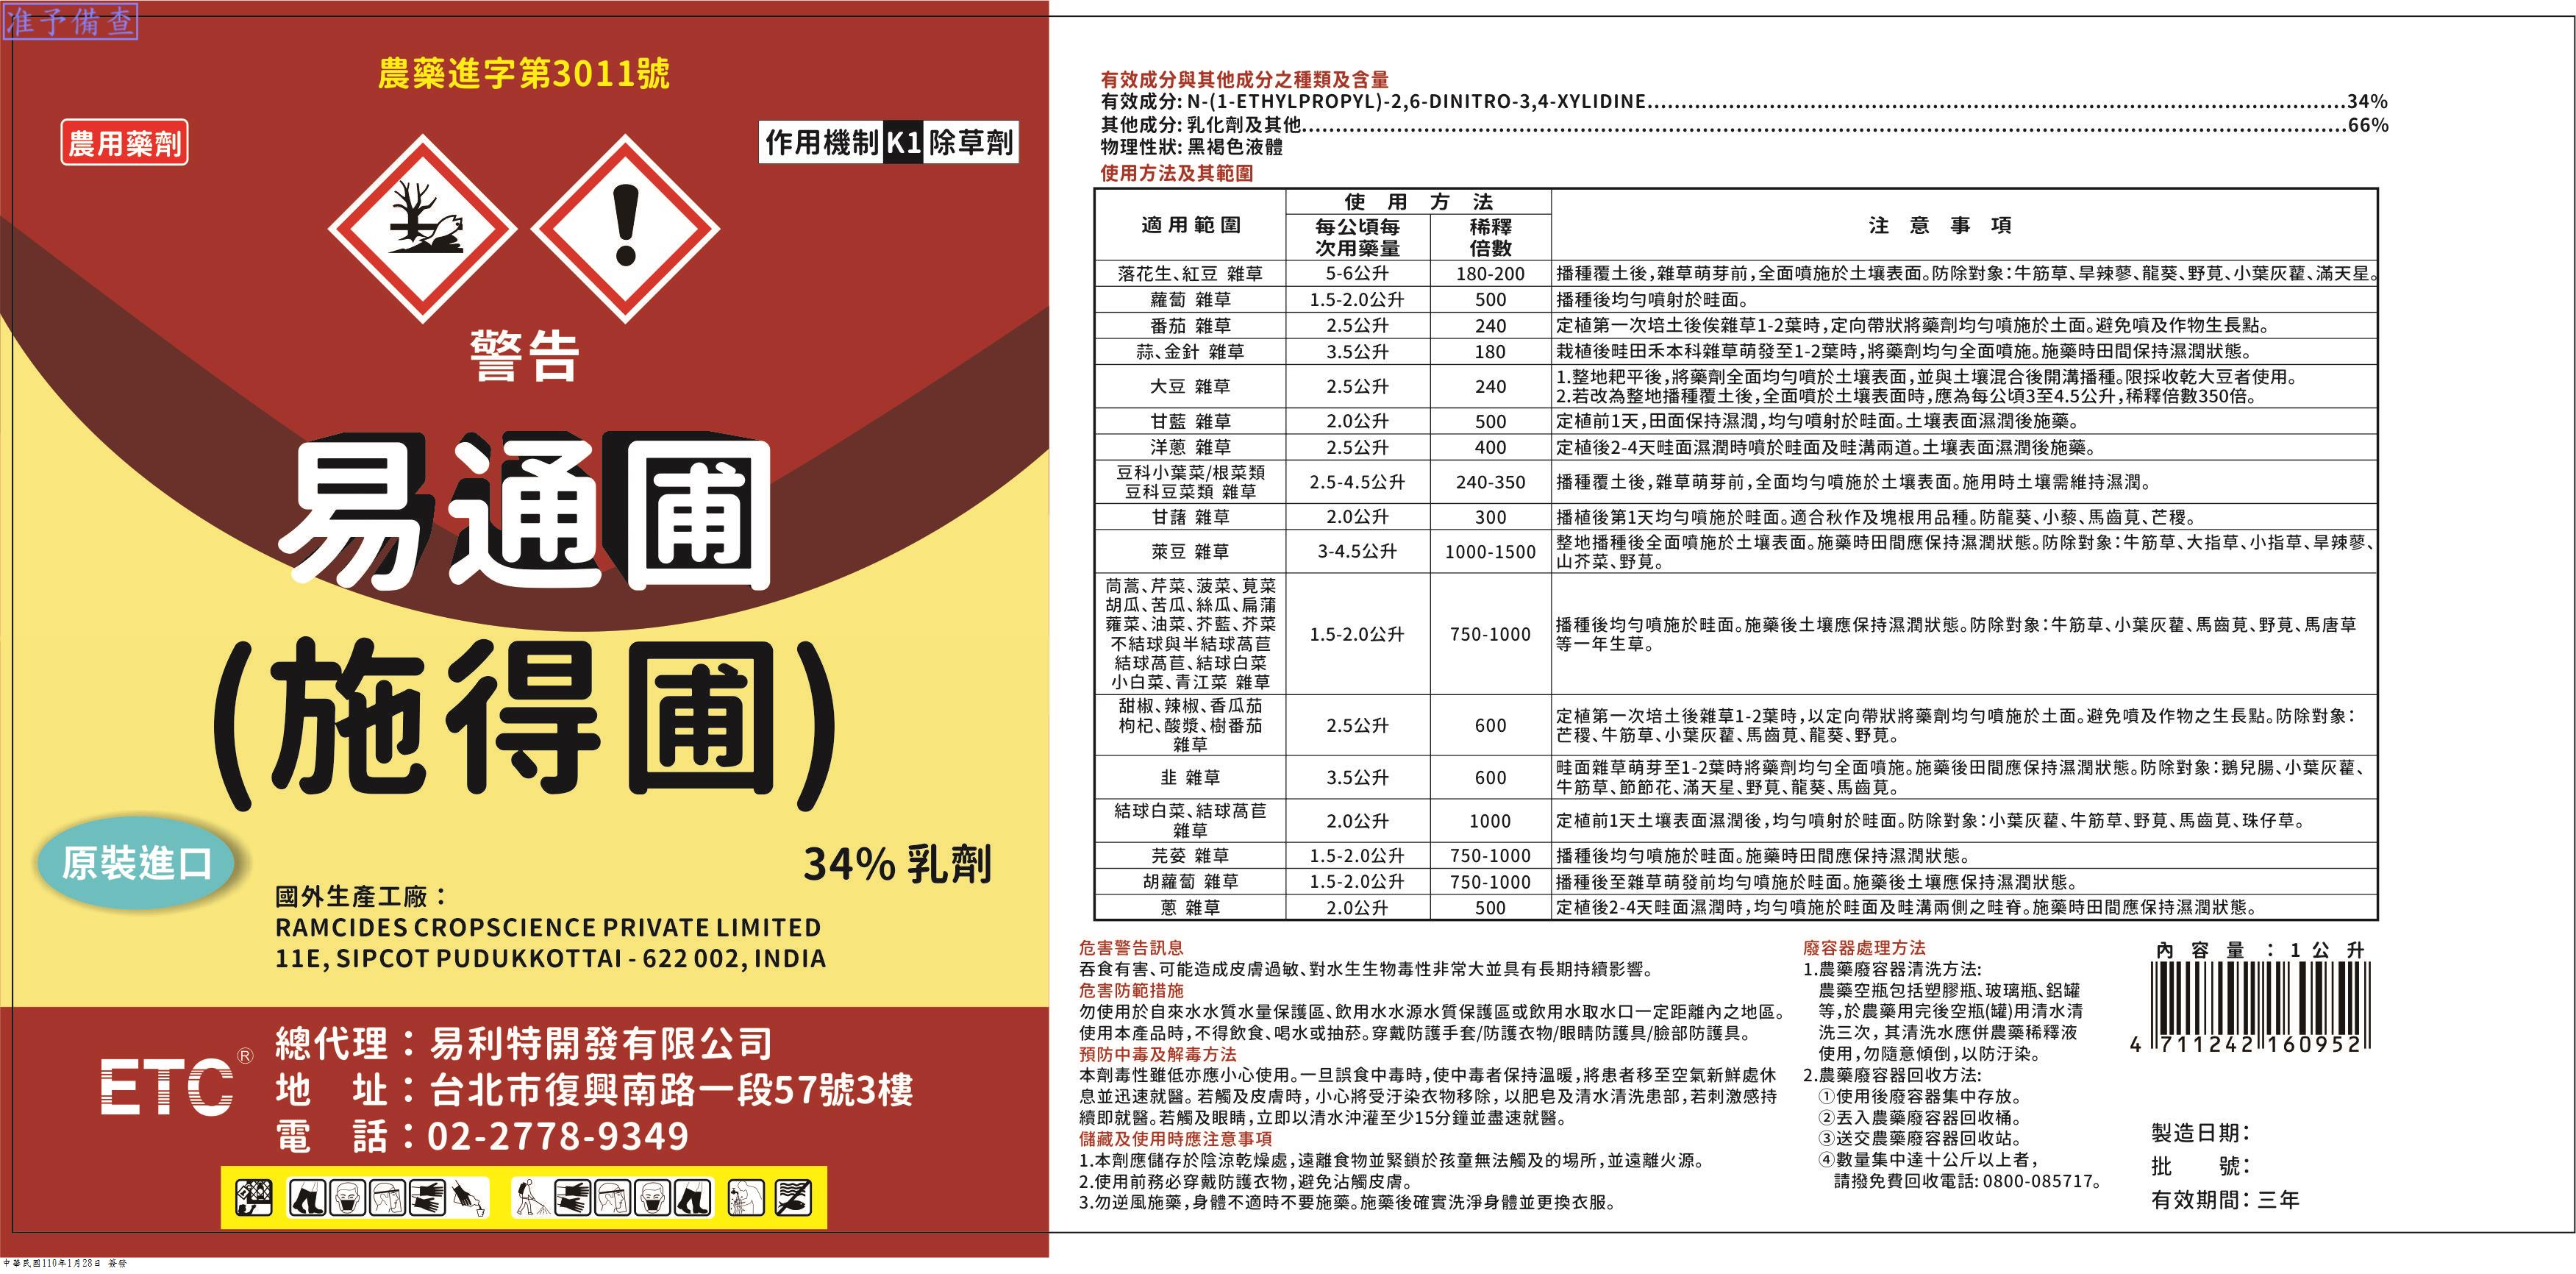 准予備查
農藥進字第3011號
農用藥劑
作用機制 K1 除草劑
警告
易通圃
(施得圃)
原裝進口
34% 乳劑
國外生產工廠：
RAMCIDES CROPSCIENCE PRIVATE LIMITED
11E, SIPCOT PUDUKKOTTAI - 622 002, INDIA
ETC®
總代理：易利特開發有限公司
地　址：台北市復興南路一段57號3樓
電　話：02-2778-9349
中華民國110年1月28日 簽發
有效成分與其他成分之種類及含量
有效成分: N-(1-ETHYLPROPYL)-2,6-DINITRO-3,4-XYLIDINE......34%
其他成分: 乳化劑及其他......66%
物理性狀: 黑褐色液體
使用方法及其範圍
適用範圍 使用方法 注意事項
每公頃每次用藥量 稀釋倍數
落花生、紅豆 雜草 5-6公升 180-200 播種覆土後,雜草萌芽前,全面噴施於土壤表面。防除對象:牛筋草、旱辣蓼、龍葵、野莧、小葉灰藋、滿天星。
蘿蔔 雜草 1.5-2.0公升 500 播種後均勻噴射於畦面。
番茄 雜草 2.5公升 240 定植第一次培土後俟雜草1-2葉時,定向帶狀將藥劑均勻噴施於土面。避免噴及作物生長點。
蒜、金針 雜草 3.5公升 180 栽植後畦田禾本科雜草萌發至1-2葉時,將藥劑均勻全面噴施。施藥時田間保持濕潤狀態。
大豆 雜草 2.5公升 240 1.整地耙平後,將藥劑全面均勻噴於土壤表面,並與土壤混合後開溝播種。限採收乾大豆者使用。
2.若改為整地播種覆土後,全面噴於土壤表面時,應為每公頃3至4.5公升,稀釋倍數350倍。
甘藍 雜草 2.0公升 500 定植前1天,田面保持濕潤,均勻噴射於畦面。土壤表面濕潤後施藥。
洋蔥 雜草 2.5公升 400 定植後2-4天畦面濕潤時噴於畦面及畦溝兩道。土壤表面濕潤後施藥。
豆科小葉菜/根菜類
豆科豆菜類 雜草 2.5-4.5公升 240-350 播種覆土後,雜草萌芽前,全面均勻噴施於土壤表面。施用時土壤需維持濕潤。
甘藷 雜草 2.0公升 300 播植後第1天均勻噴施於畦面。適合秋作及塊根用品種。防龍葵、小藜、馬齒莧、芒稷。
萊豆 雜草 3-4.5公升 1000-1500 整地播種後全面噴施於土壤表面。施藥時田間應保持濕潤狀態。防除對象:牛筋草、大指草、小指草、旱辣蓼、
山芥菜、野莧。
茼蒿、芹菜、菠菜、莧菜
胡瓜、苦瓜、絲瓜、扁蒲
蕹菜、油菜、芥藍、芥菜
不結球與半結球萵苣
結球萵苣、結球白菜
小白菜、青江菜 雜草 1.5-2.0公升 750-1000 播種後均勻噴施於畦面。施藥後土壤應保持濕潤狀態。防除對象:牛筋草、小葉灰藋、馬齒莧、野莧、馬唐草
等一年生草。
甜椒、辣椒、香瓜茄
枸杞、酸漿、樹番茄
雜草 2.5公升 600 定植第一次培土後雜草1-2葉時,以定向帶狀將藥劑均勻噴施於土面。避免噴及作物之生長點。防除對象:
芒稷、牛筋草、小葉灰藋、馬齒莧、龍葵、野莧。
韭 雜草 3.5公升 600 畦面雜草萌芽至1-2葉時將藥劑均勻全面噴施。施藥後田間應保持濕潤狀態。防除對象:鵝兒腸、小葉灰藋、
牛筋草、節節花、滿天星、野莧、龍葵、馬齒莧。
結球白菜、結球萵苣
雜草 2.0公升 1000 定植前1天土壤表面濕潤後,均勻噴射於畦面。防除對象:小葉灰藋、牛筋草、野莧、馬齒莧、珠仔草。
芫荽 雜草 1.5-2.0公升 750-1000 播種後均勻噴施於畦面。施藥時田間應保持濕潤狀態。
胡蘿蔔 雜草 1.5-2.0公升 750-1000 播種後至雜草萌發前均勻噴施於畦面。施藥後土壤應保持濕潤狀態。
蔥 雜草 2.0公升 500 定植後2-4天畦面濕潤時,均勻噴施於畦面及畦溝兩側之畦脊。施藥時田間應保持濕潤狀態。
危害警告訊息
吞食有害、可能造成皮膚過敏、對水生生物毒性非常大並具有長期持續影響。
危害防範措施
勿使用於自來水水質水量保護區、飲用水水源水質保護區或飲用水取水口一定距離內之地區。
使用本產品時,不得飲食、喝水或抽菸。穿戴防護手套/防護衣物/眼睛防護具/臉部防護具。
預防中毒及解毒方法
本劑毒性雖低亦應小心使用。一旦誤食中毒時,使中毒者保持溫暖,將患者移至空氣新鮮處休
息並迅速就醫。若觸及皮膚時,小心將受汙染衣物移除,以肥皂及清水清洗患部,若刺激感持
續即就醫。若觸及眼睛,立即以清水沖灌至少15分鐘並盡速就醫。
儲藏及使用時應注意事項
1.本劑應儲存於陰涼乾燥處,遠離食物並緊鎖於孩童無法觸及的場所,並遠離火源。
2.使用前務必穿戴防護衣物,避免沾觸皮膚。
3.勿逆風施藥,身體不適時不要施藥。施藥後確實洗淨身體並更換衣服。
廢容器處理方法
1.農藥廢容器清洗方法:
農藥空瓶包括塑膠瓶、玻璃瓶、鋁罐
等,於農藥用完後空瓶(罐)用清水清
洗三次,其清洗水應併農藥稀釋液
使用,勿隨意傾倒,以防汙染。
2.農藥廢容器回收方法:
①使用後廢容器集中存放。
②丟入農藥廢容器回收桶。
③送交農藥廢容器回收站。
④數量集中達十公斤以上者,
請撥免費回收電話: 0800-085717。
內容量：1公升
4 711242 160952
製造日期:
批　　號:
有效期間: 三年